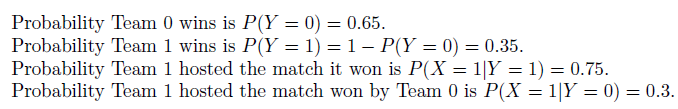 Probability Team 0 wins is P(Y = 0) = 0.65.
Probability Team 1 wins is P(Y = 1) = 1 − P(Y = 0) = 0.35.
Probability Team 1 hosted the match it won is P(X = 1|Y = 1) = 0.75.
Probability Team 1 hosted the match won by Team 0 is P(X = 1|Y = 0) = 0.3.